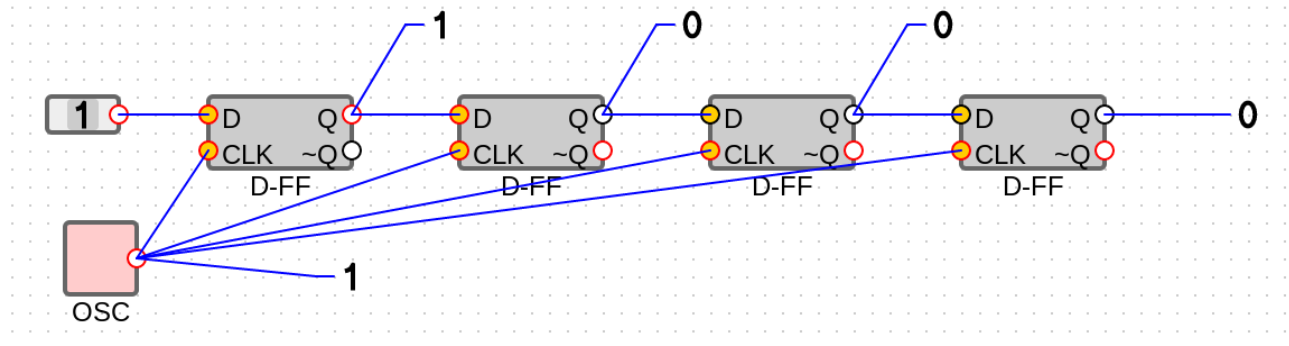 1 0 0
1 D Q D Q D Q D Q 0
CLK ~Q CLK ~Q CLK ~Q CLK ~Q
D-FF D-FF D-FF D-FF
1
OSC